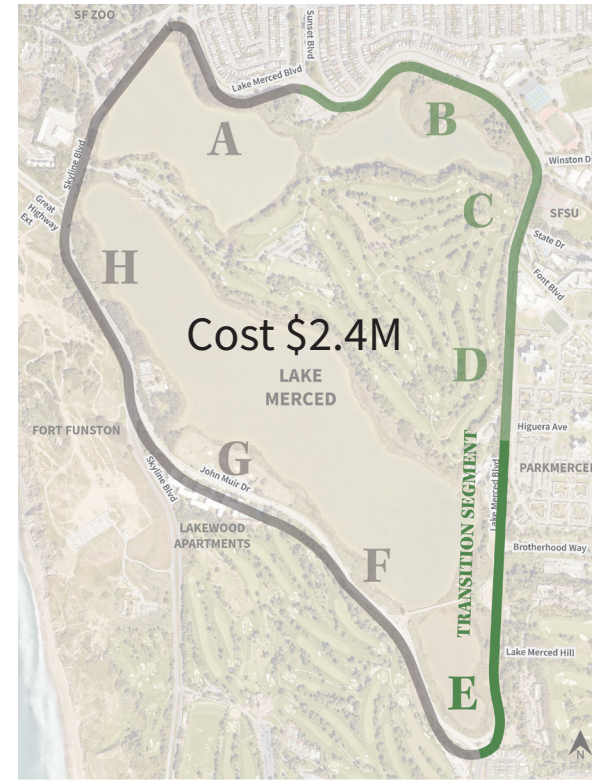 SF ZOO
Sunset Blvd
Lake Merced Blvd
A
B
Winston D
Skyline Blvd
Great
Highway
Ext
C
SFSU
State Dr
Font Blvd
H
Cost $2.4M
LAKE
MERCED
D
FORT FUNSTON
Higuera Ave
G
PARKMERCE
TRANSITION SEGMENT
Lake Merced Blvd
John Muir Dr
Skyline Blvd
LAKEWOOD
APARTMENTS
Brotherhood Way
F
Lake Merced Hill
E
N